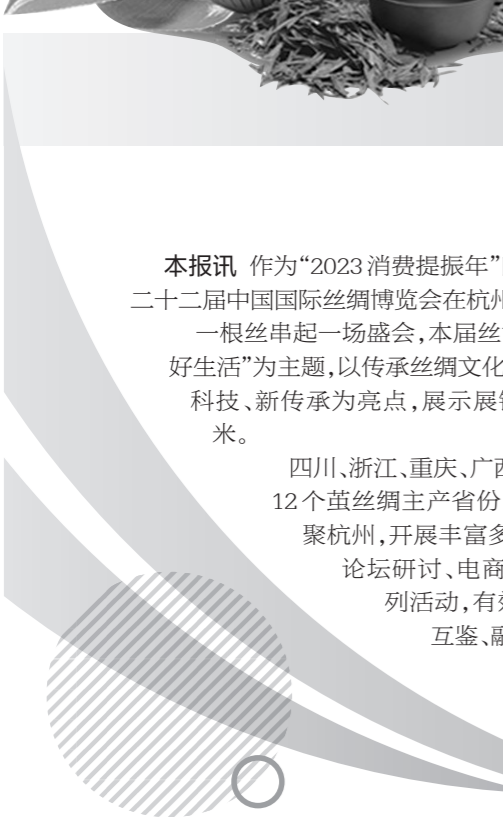 本报讯 作为“2023消费提振年”
二十二届中国国际丝绸博览会在杭州
一根丝串起一场盛会，本届丝
好生活”为主题，以传承丝绸文化
科技、新传承为亮点，展示展
米。
四川、浙江、重庆、广西
12个茧丝绸主产省份
聚杭州，开展丰富多
论坛研讨、电商
列活动，有
互鉴、融